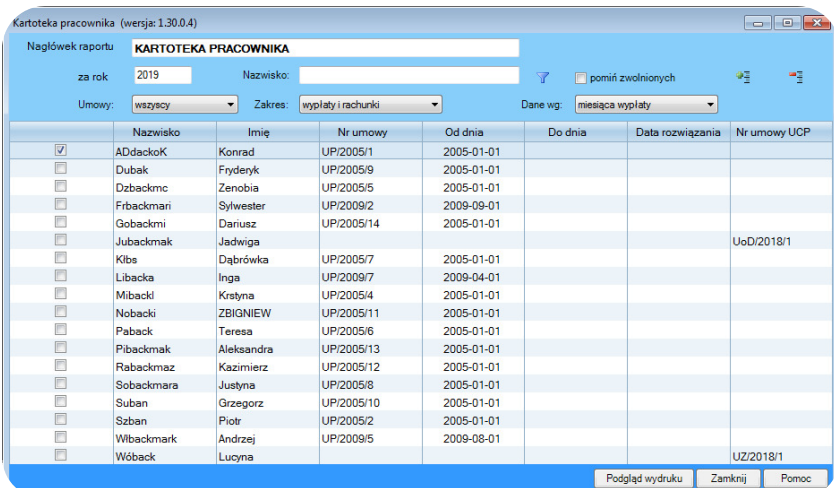 Kartoteka pracownika (wersja: 1.30.0.4)
Nagłówek raportu KARTOTEKA PRACOWNIKA
za rok 2019 Nazwisko: pomiń zwolnionych
Umowy: wszyscy Zakres: wypłaty i rachunki Dane wg: miesiąca wypłaty
Nazwisko Imię Nr umowy Od dnia Do dnia Data rozwiązania Nr umowy UCP
ADdackoK Konrad UP/2005/1 2005-01-01
Dubak Fryderyk UP/2005/9 2005-01-01
Dzbackmc Zenobia UP/2005/5 2005-01-01
Frbackmari Sylwester UP/2009/2 2009-09-01
Gobackmi Dariusz UP/2005/14 2005-01-01
Jubackmak Jadwiga UoD/2018/1
Kłbs Dąbrówka UP/2005/7 2005-01-01
Libacka Inga UP/2009/7 2009-04-01
Mibackl Krstyna UP/2005/4 2005-01-01
Nobacki ZBIGNIEW UP/2005/11 2005-01-01
Paback Teresa UP/2005/6 2005-01-01
Pibackmak Aleksandra UP/2005/13 2005-01-01
Rabackmaz Kazimierz UP/2005/12 2005-01-01
Sobackmara Justyna UP/2005/8 2005-01-01
Suban Grzegorz UP/2005/10 2005-01-01
Szban Piotr UP/2005/2 2005-01-01
Włbackmark Andrzej UP/2009/5 2009-08-01
Wóback Lucyna UZ/2018/1
Podgląd wydruku Zamknij Pomoc